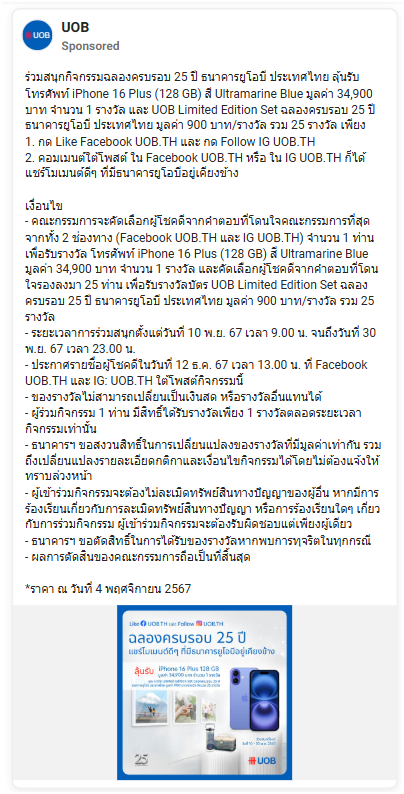 UOB
UOB
Sponsored
ร่วมสนุกกิจกรรมฉลองครบรอบ 25 ปี ธนาคารยูโอบี ประเทศไทย ลุ้นรับ
โทรศัพท์ iPhone 16 Plus (128 GB) สี Ultramarine Blue มูลค่า 34,900
บาท จำนวน 1 รางวัล และ UOB Limited Edition Set ฉลองครบรอบ 25 ปี
ธนาคารยูโอบี ประเทศไทย มูลค่า 900 บาท/รางวัล รวม 25 รางวัล เพียง
1. กด Like Facebook UOB.TH และ กด Follow IG UOB.TH
2. คอมเมนต์ใต้โพสต์ ใน Facebook UOB.TH หรือ ใน IG UOB.TH ก็ได้
แชร์โมเมนต์ดีๆ ที่มีธนาคารยูโอบีอยู่เคียงข้าง
เงื่อนไข
- คณะกรรมการจะคัดเลือกผู้โชคดีจากคำตอบที่โดนใจคณะกรรมการที่สุด
จากทั้ง 2 ช่องทาง (Facebook UOB.TH และ IG UOB.TH) จำนวน 1 ท่าน
เพื่อรับรางวัล โทรศัพท์ iPhone 16 Plus (128 GB) สี Ultramarine Blue
มูลค่า 34,900 บาท จำนวน 1 รางวัล และคัดเลือกผู้โชคดีจากคำตอบที่โดน
ใจรองลงมา 25 ท่าน เพื่อรับรางวัลบัตร UOB Limited Edition Set ฉลอง
ครบรอบ 25 ปี ธนาคารยูโอบี ประเทศไทย มูลค่า 900 บาท/รางวัล รวม 25
รางวัล
- ระยะเวลาการร่วมสนุกตั้งแต่วันที่ 10 พ.ย. 67 เวลา 9.00 น. จนถึงวันที่ 30
พ.ย. 67 เวลา 23.00 น.
- ประกาศรายชื่อผู้โชคดีในวันที่ 12 ธ.ค. 67 เวลา 13.00 น. ที่ Facebook
UOB.TH และ IG: UOB.TH ใต้โพสต์กิจกรรมนี้
- ของรางวัลไม่สามารถเปลี่ยนเป็นเงินสด หรือรางวัลอื่นแทนได้
- ผู้ร่วมกิจกรรม 1 ท่าน มีสิทธิ์ได้รับรางวัลเพียง 1 รางวัลตลอดระยะเวลา
กิจกรรมเท่านั้น
- ธนาคารฯ ขอสงวนสิทธิ์ในการเปลี่ยนแปลงของรางวัลที่มีมูลค่าเท่ากัน รวม
ถึงเปลี่ยนแปลงรายละเอียดกติกาและเงื่อนไขกิจกรรมได้โดยไม่ต้องแจ้งให้
ทราบล่วงหน้า
- ผู้เข้าร่วมกิจกรรมจะต้องไม่ละเมิดทรัพย์สินทางปัญญาของผู้อื่น หากมีการ
ร้องเรียนเกี่ยวกับการละเมิดทรัพย์สินทางปัญญา หรือการร้องเรียนใดๆ เกี่ยว
กับการร่วมกิจกรรม ผู้เข้าร่วมกิจกรรมจะต้องรับผิดชอบแต่เพียงผู้เดียว
- ธนาคารฯ ขอตัดสิทธิ์ในการได้รับของรางวัลหากพบการทุจริตในทุกกรณี
- ผลการตัดสินของคณะกรรมการถือเป็นที่สิ้นสุด
*ราคา ณ วันที่ 4 พฤศจิกายน 2567
Like UOB.TH และ Follow UOB.TH
ฉลองครบรอบ 25 ปี
แชร์โมเมนต์ดีๆ ที่มีธนาคารยูโอบีอยู่เคียงข้าง
ลุ้นรับ iPhone 16 Plus 128 GB
มูลค่า 34,900 บาท จำนวน 1 รางวัล
25
UOB